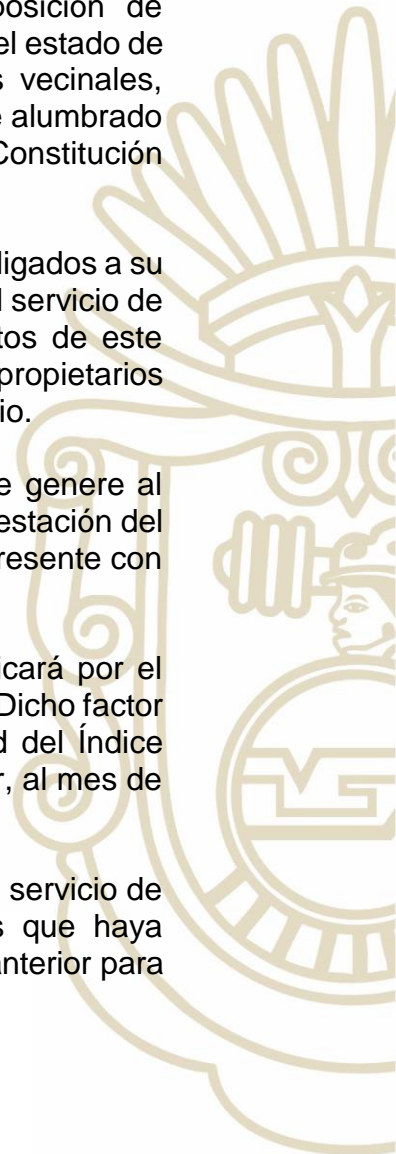 posición de
el estado de
s vecinales,
e alumbrado
Constitución
ligados a su
l servicio de
tos de este
propietarios
io.
e genere al
estación del
resente con
icará por el
Dicho factor
d del Índice
r, al mes de
servicio de
s que haya
anterior para